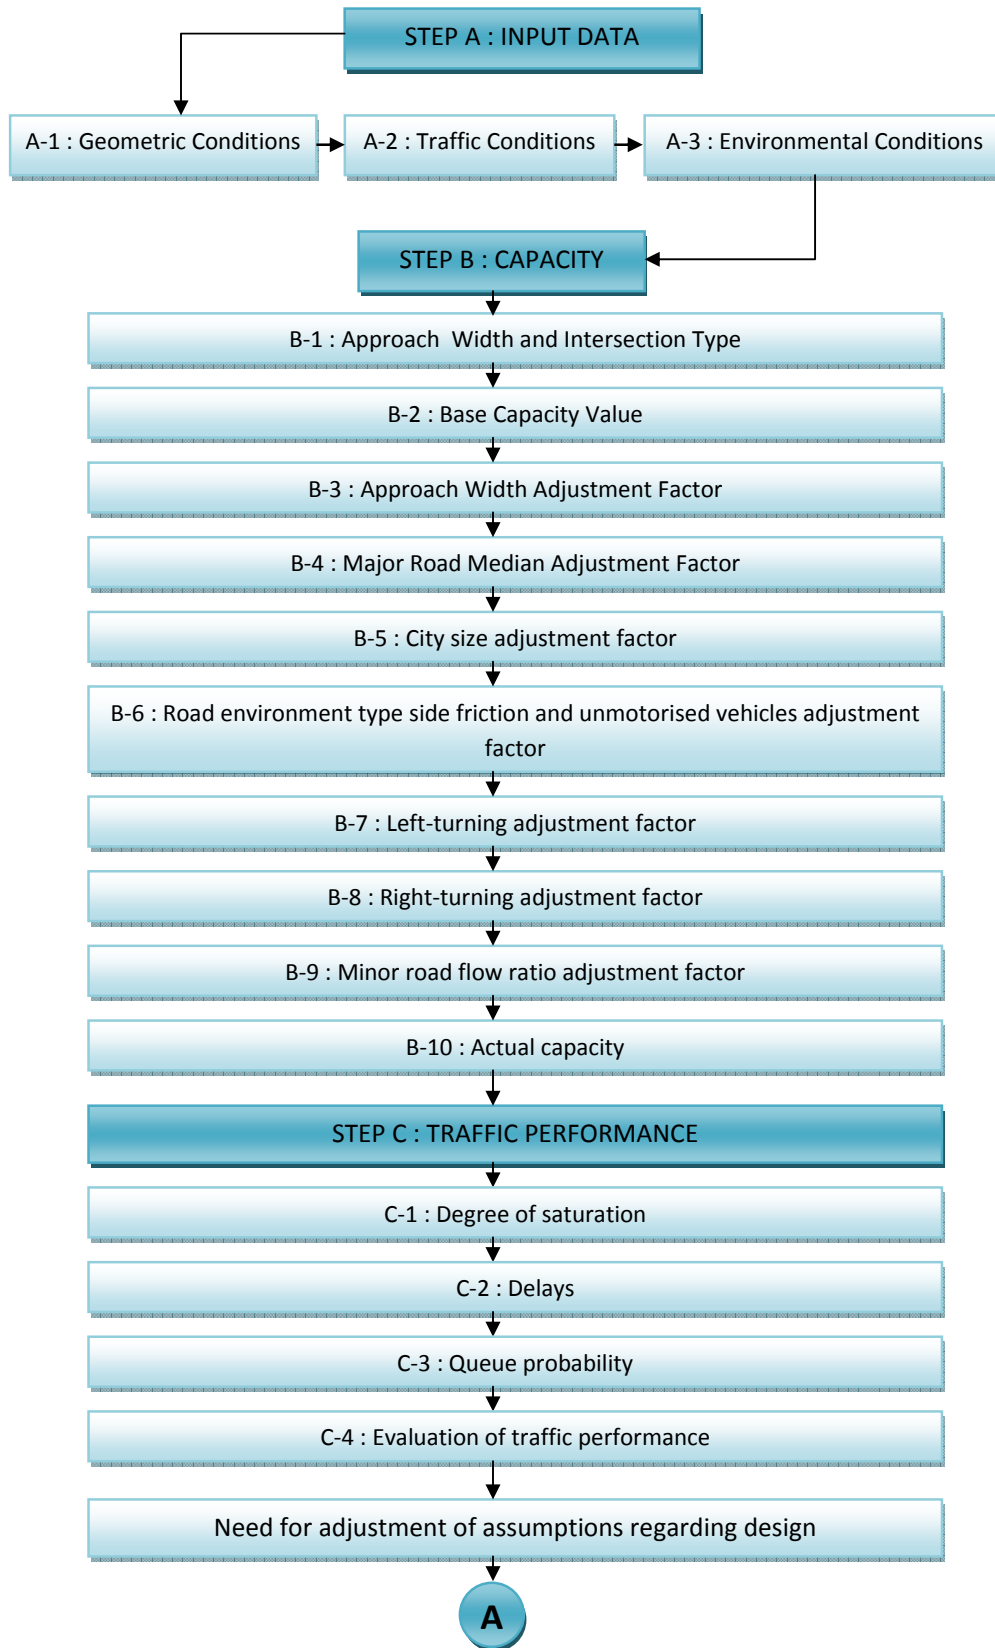 STEP A : INPUT DATA
A-1 : Geometric Conditions
A-2 : Traffic Conditions
A-3 : Environmental Conditions
STEP B : CAPACITY
B-1 : Approach  Width and Intersection Type
B-2 : Base Capacity Value
B-3 : Approach Width Adjustment Factor
B-4 : Major Road Median Adjustment Factor
B-5 : City size adjustment factor
B-6 : Road environment type side friction and unmotorised vehicles adjustment
factor
B-7 : Left-turning adjustment factor
B-8 : Right-turning adjustment factor
B-9 : Minor road flow ratio adjustment factor
B-10 : Actual capacity
STEP C : TRAFFIC PERFORMANCE
C-1 : Degree of saturation
C-2 : Delays
C-3 : Queue probability
C-4 : Evaluation of traffic performance
Need for adjustment of assumptions regarding design
A